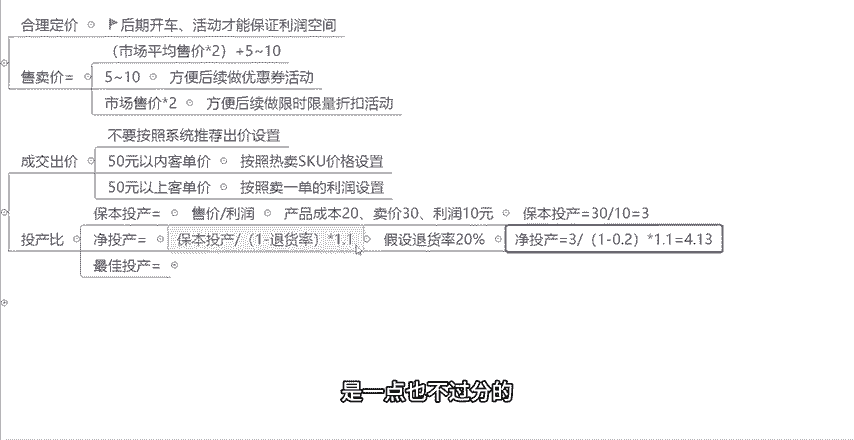 合理定价 后期开车、活动才能保证利润空间
（市场平均售价*2）+5~10
售卖价= 5~10 方便后续做优惠券活动
市场售价*2 方便后续做限时限量折扣活动
不要按照系统推荐出价设置
成交出价 50元以内客单价 按照热卖SKU价格设置
50元以上客单价 按照卖一单的利润设置
保本投产= 售价/利润 产品成本20、卖价30、利润10元 保本投产=30/10=3
投产比 净投产= 保本投产/（1-退货率）*1.1 假设退货率20% 净投产=3/（1-0.2）*1.1=4.13
最佳投产=
是一点也不过分的